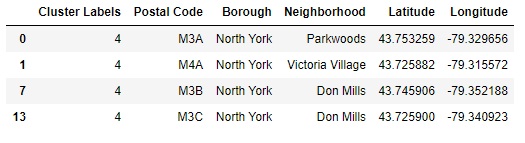 Cluster Labels Postal Code Borough Neighborhood Latitude Longitude
0 4 M3A North York Parkwoods 43.753259 -79.329656
1 4 M4A North York Victoria Village 43.725882 -79.315572
7 4 M3B North York Don Mills 43.745906 -79.352188
13 4 M3C North York Don Mills 43.725900 -79.340923